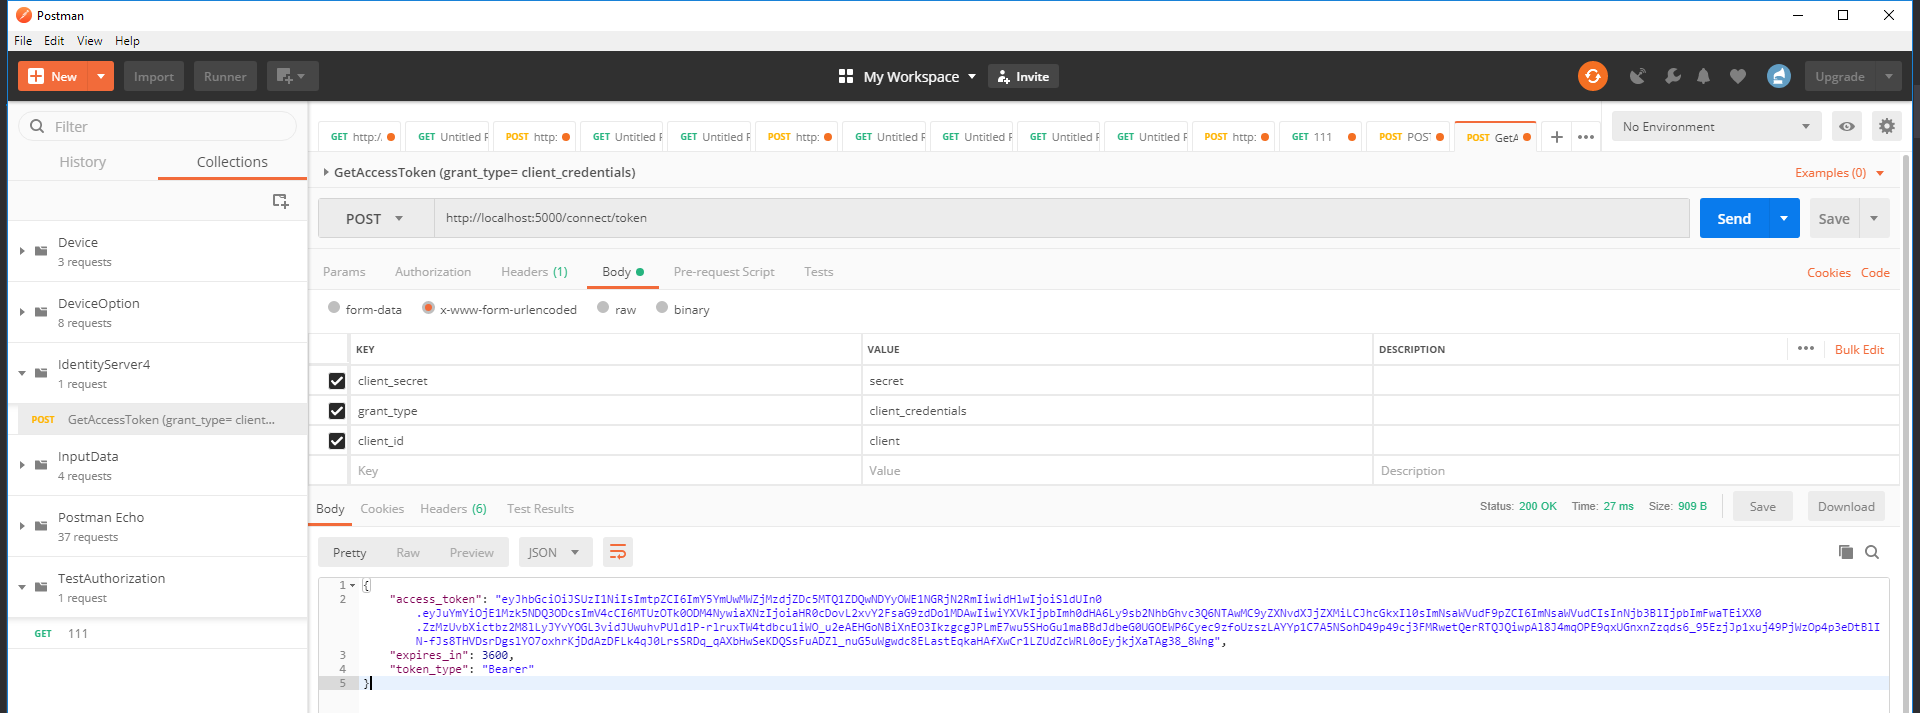 Postman
File Edit View Help
New Import Runner My Workspace Invite Upgrade
Filter
History Collections
Device
3 requests
DeviceOption
8 requests
IdentityServer4
1 request
POST GetAccessToken (grant_type= client...
InputData
4 requests
Postman Echo
37 requests
TestAuthorization
1 request
GET 111
GET http:/. GET Untitled F POST http: GET Untitled F GET Untitled F POST http: GET Untitled F GET Untitled F GET Untitled F GET Untitled F POST http: GET 111 POST POS POST GetA
No Environment
GetAccessToken (grant_type= client_credentials)
Examples (0)
POST http://localhost:5000/connect/token Send Save
Params Authorization Headers (1) Body Pre-request Script Tests Cookies Code
form-data x-www-form-urlencoded raw binary
KEY VALUE DESCRIPTION Bulk Edit
client_secret secret
grant_type client_credentials
client_id client
Key Value Description
Body Cookies Headers (6) Test Results Status: 200 OK Time: 27 ms Size: 909 B Save Download
Pretty Raw Preview JSON
1 {
2 "access_token":
3 "expires_in": 3600,
4 "token_type": "Bearer"
5 }